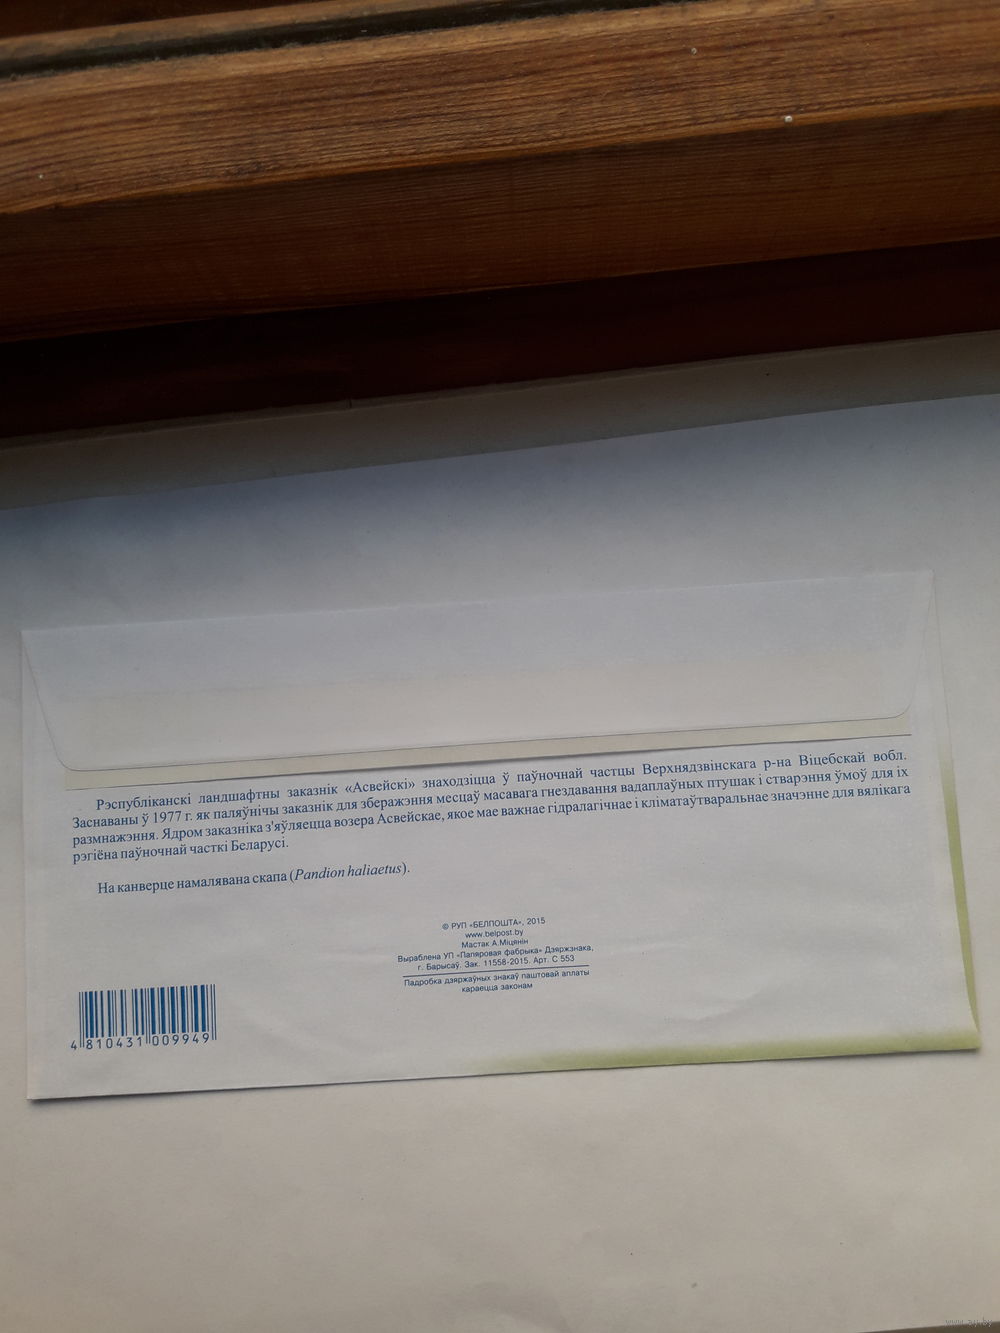 Рэспубліканскі ландшафтны заказнік «Асвейскі» знаходзіцца ў паўночнай частцы Верхнядзвінскага р-на Віцебскай вобл.
Заснаваны ў 1977 г. як паляўнічы заказнік для зберажэння месцаў масавага гнездавання вадаплаўных птушак і стварэння ўмоў для іх
размнажэння. Ядром заказніка з'яўляецца возера Асвейскае, якое мае важнае гідралагічнае і кліматаўтваральнае значэнне для вялікага
рэгіёна паўночнай часткі Беларусі.
На канверце намалявана скапа (Pandion haliaetus).
© РУП «БЕЛПОШТА», 2015
www.belpost.by
Мастак А.Міцянін
Выраблена УП «Папяровая фабрыка» Дзяржзнака,
г. Барысаў. Зак. 11558-2015. Арт. С 553
Падробка дзяржаўных знакаў паштовай аплаты
караецца законам
4 810431 009949
www.ay.by